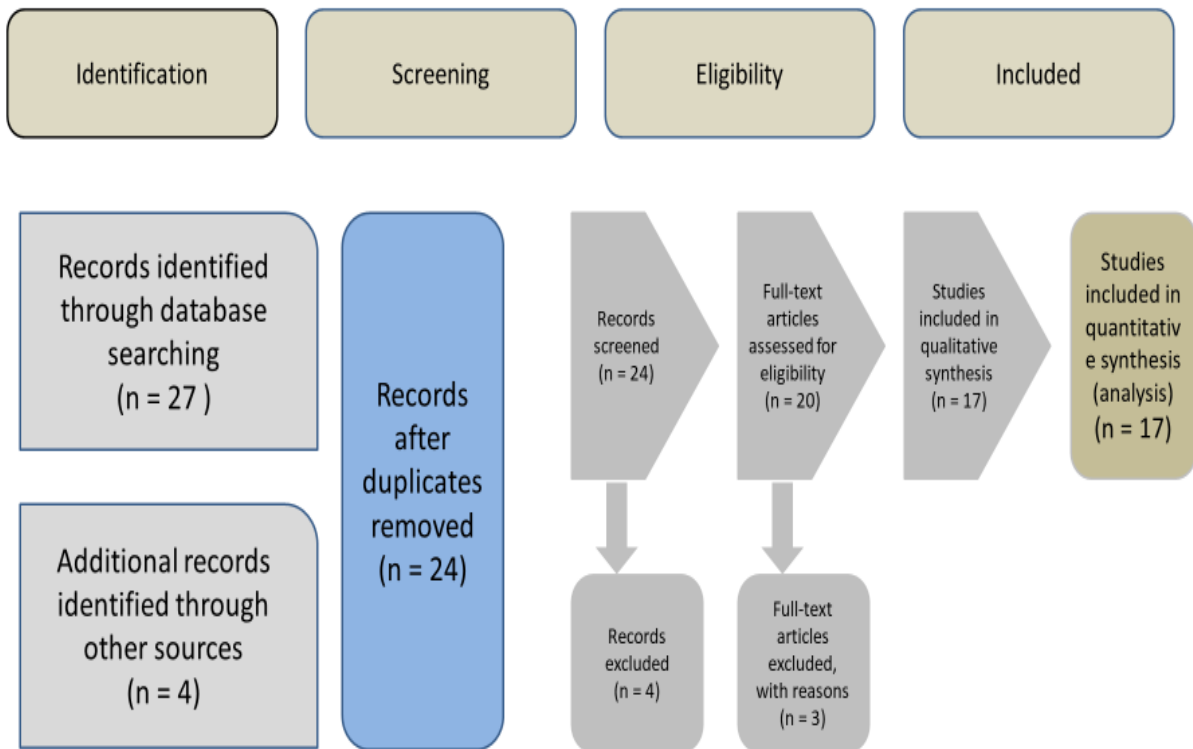 Identification
Screening
Eligibility
Included
Records identified
through database
searching
(n = 27 )
Additional records
identified through
other sources
(n = 4)
Records
after
duplicates
removed
(n = 24)
Records
screened
(n = 24)
Records
excluded
(n = 4)
Full-text
articles
assessed for
eligibility
(n = 20)
Full-text
articles
excluded,
with reasons
(n = 3)
Studies
included in
qualitative
synthesis
(n = 17)
Studies
included in
quantitativ
e synthesis
(analysis)
(n = 17)